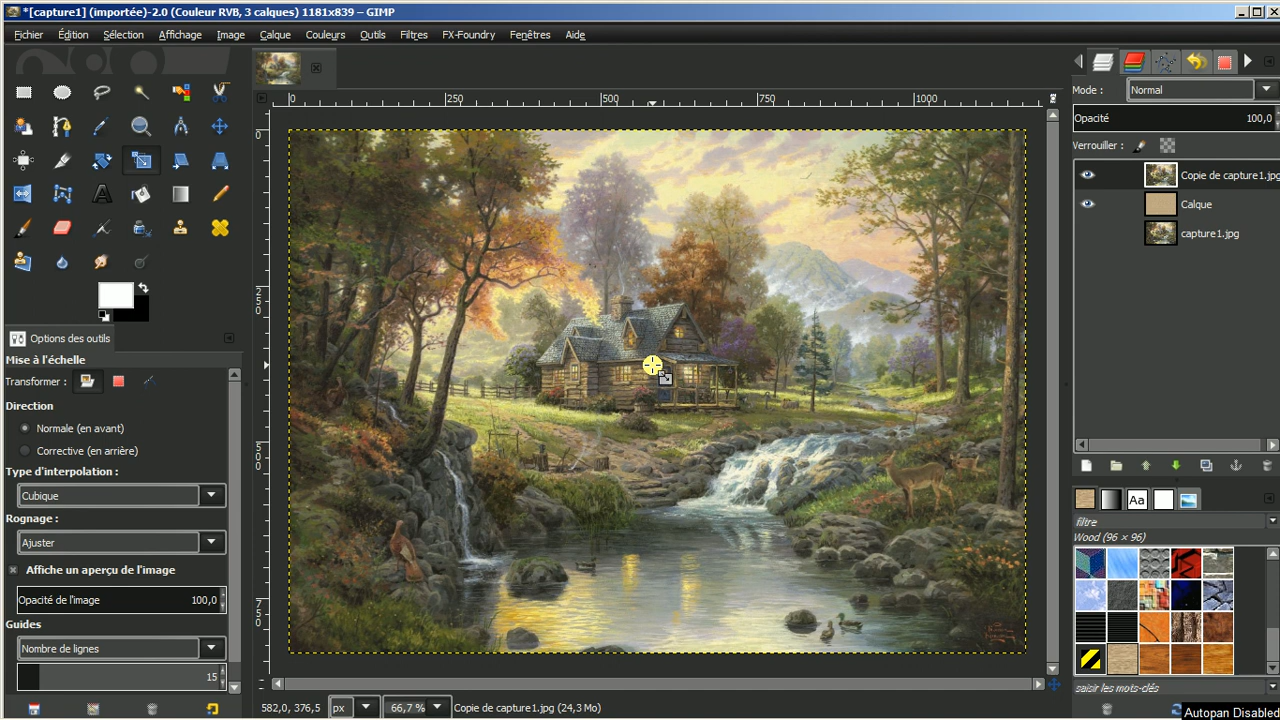 *[capture1] (importée)-2.0 (Couleur RVB, 3 calques) 1181x839 – GIMP
Fichier Édition Sélection Affichage Image Calque Couleurs Outils Filtres FX-Foundry Fenêtres Aide
Mode : Normal
0 250 500 750 1000
Opacité 100,0
Verrouiller :
Copie de capture1.jpg
Calque
capture1.jpg
0
250
500
750
Options des outils
Mise à l'échelle
Transformer :
Direction
Normale (en avant)
Corrective (en arrière)
Type d'interpolation :
Cubique
Rognage :
Ajuster
Affiche un aperçu de l'image
Opacité de l'image 100,0
Guides
Nombre de lignes
15
Aa
filtre
Wood (96 × 96)
saisir les mots-clés
582,0, 376,5 px 66,7 % Copie de capture1.jpg (24,3 Mo)
Autopan Disabled